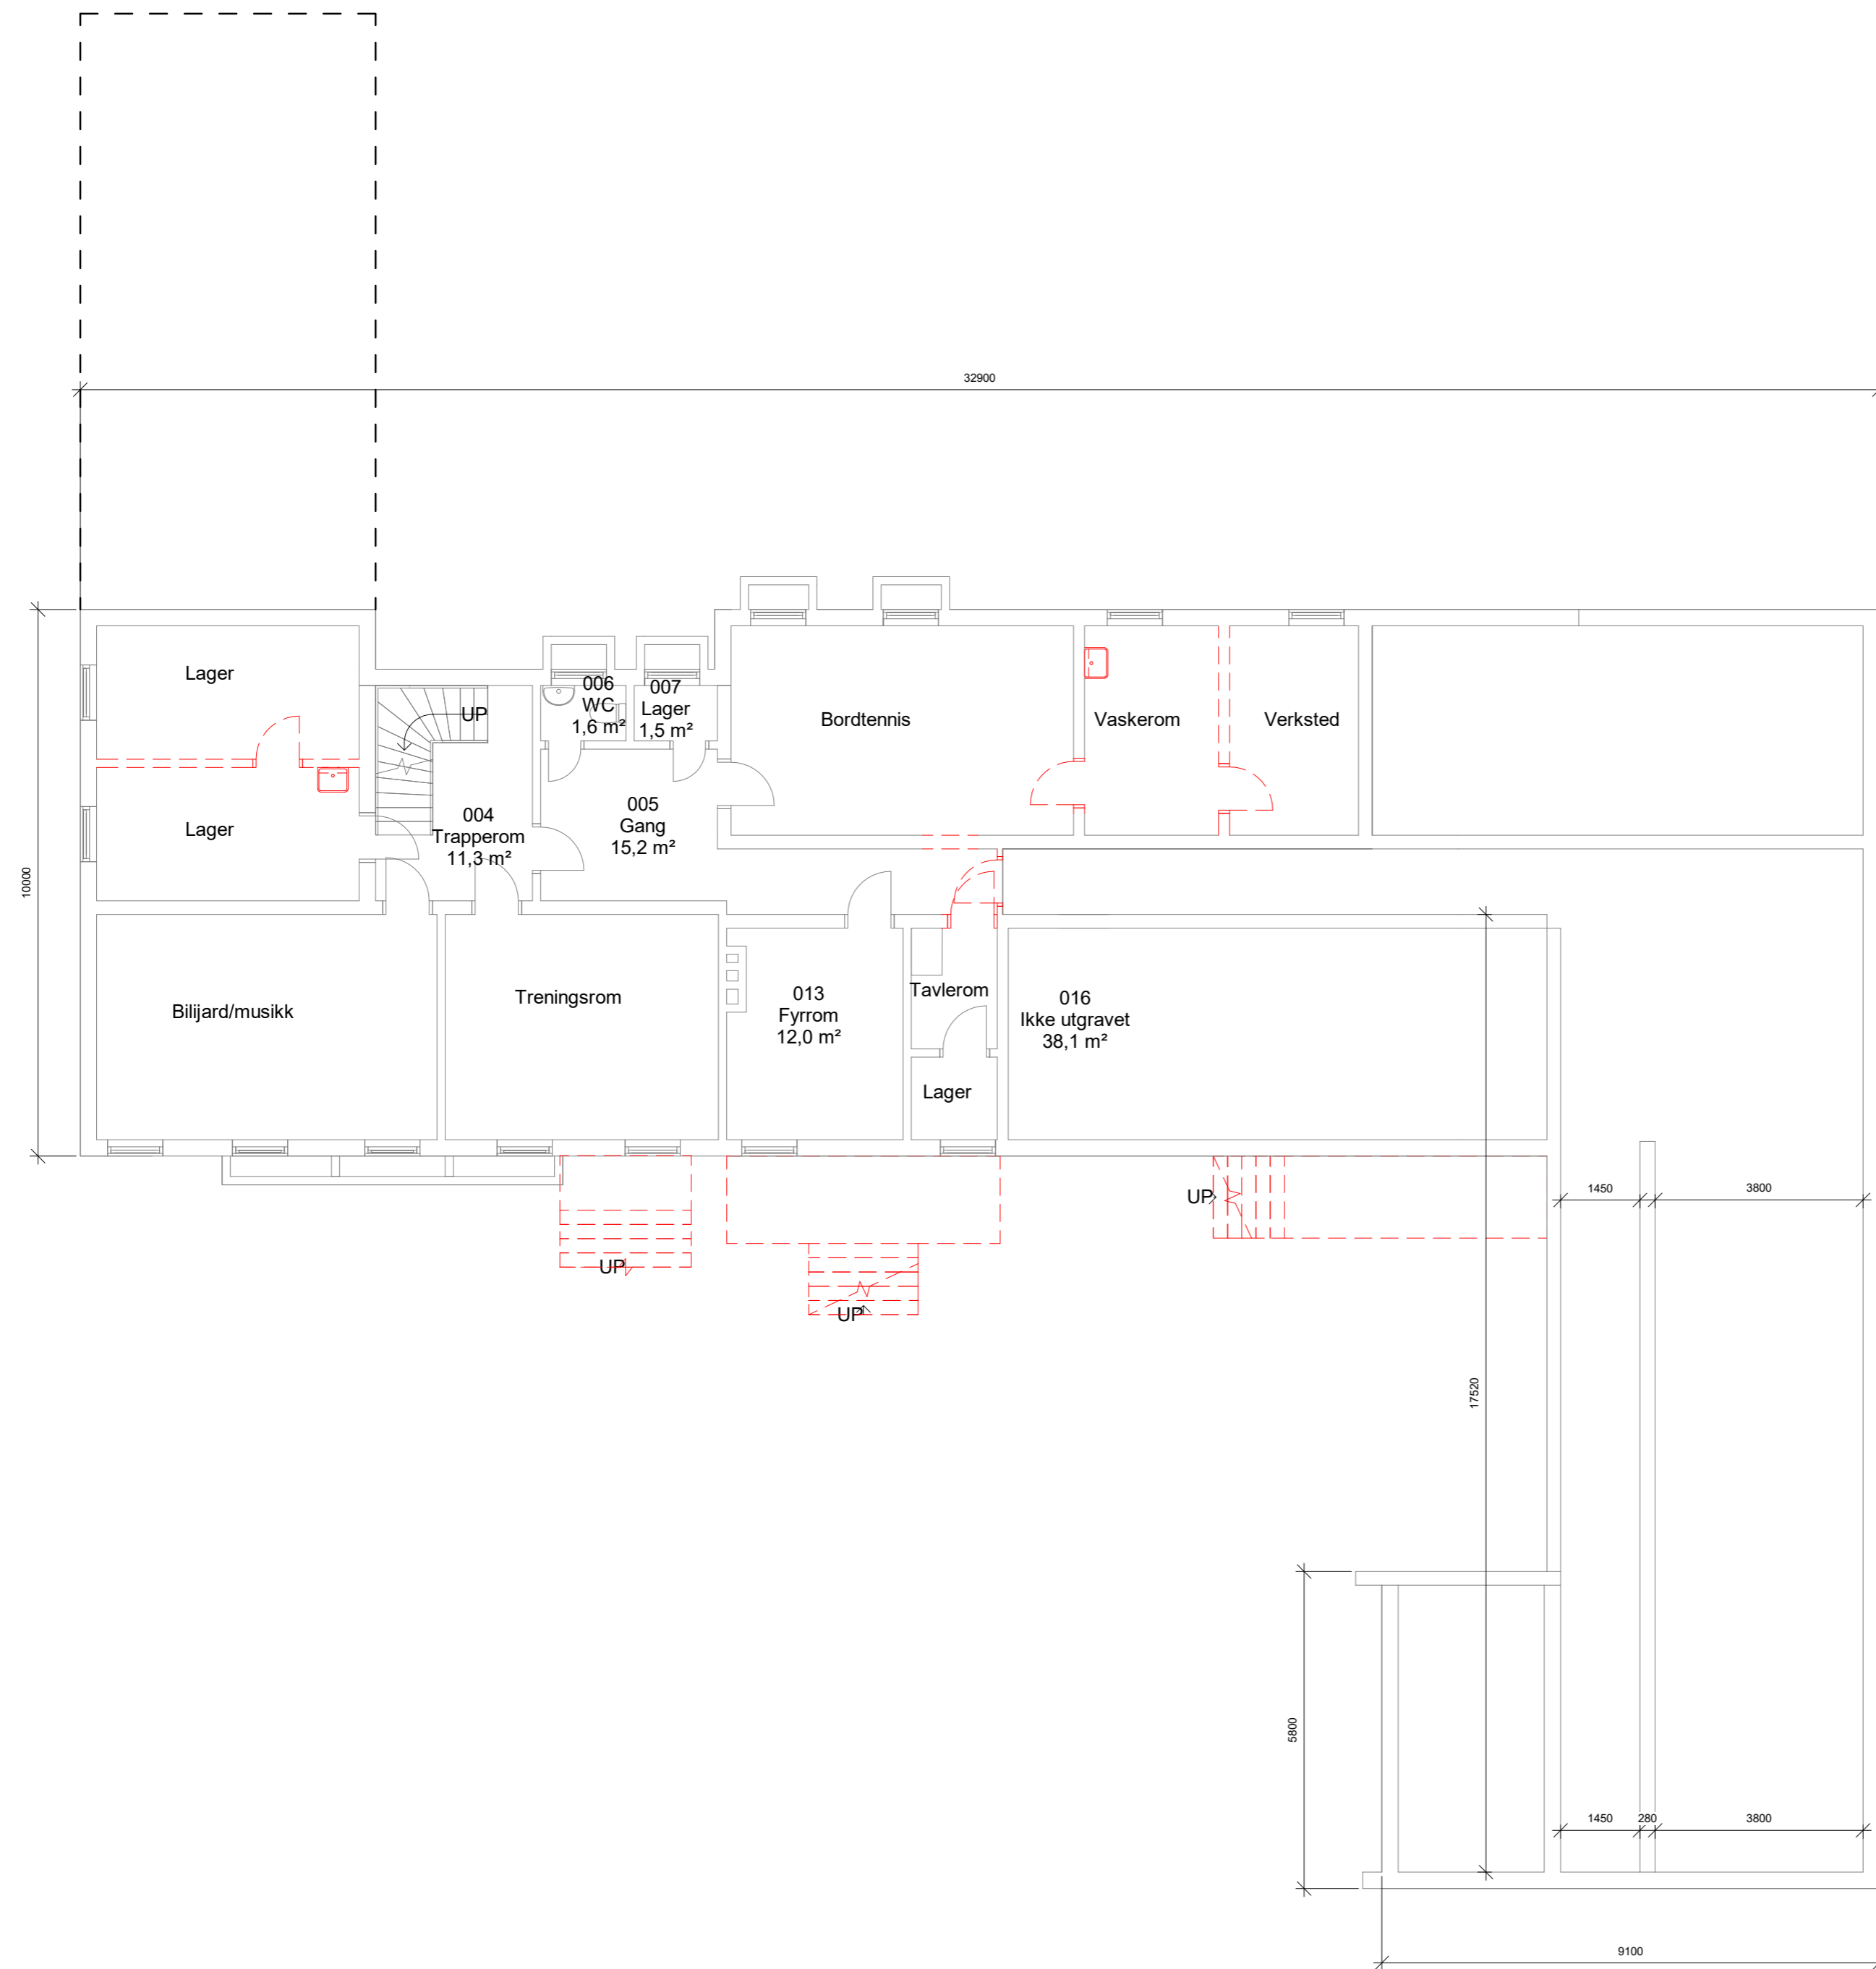 32900
10000
Lager
Lager
UP
004
Trapperom
11,3 m²
006
WC
1,6 m²
007
Lager
1,5 m²
005
Gang
15,2 m²
Bordtennis
Vaskerom
Verksted
Bilijard/musikk
Treningsrom
013
Fyrrom
12,0 m²
Tavlerom
Lager
016
Ikke utgravet
38,1 m²
UP
UP
UP
1450
3800
17520
5800
1450
280
3800
9100